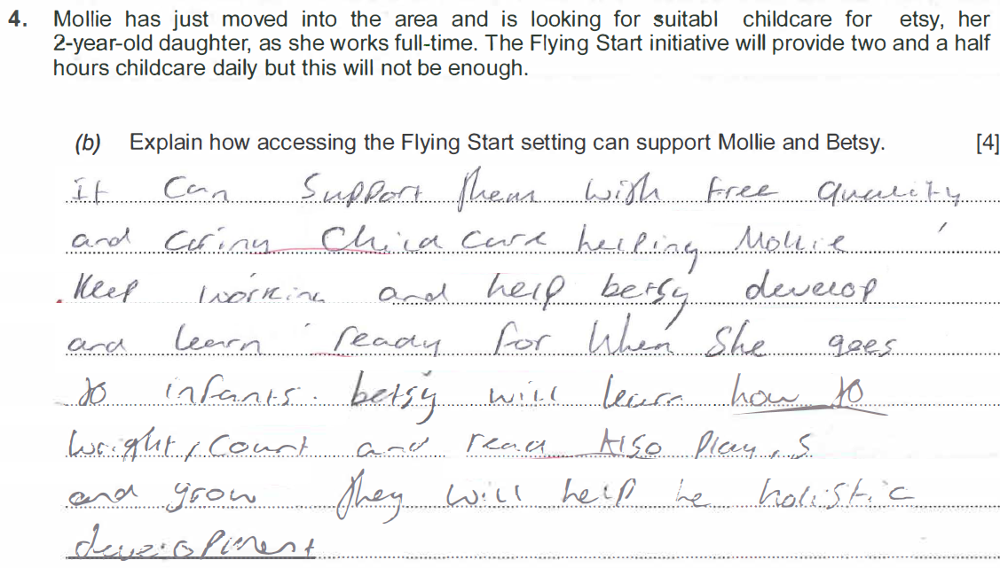 4. Mollie has just moved into the area and is looking for suitabl childcare for etsy, her
2-year-old daughter, as she works full-time. The Flying Start initiative will provide two and a half
hours childcare daily but this will not be enough.
(b) Explain how accessing the Flying Start setting can support Mollie and Betsy. [4]
It Can Support them with free quality
and caring Child care helping Mollie
Keep working and help betsy develop
and learn ready for when She goes
to infants. betsy will learn how to
wright, Count and read Also Play, s
and grow they will help he holistic
development